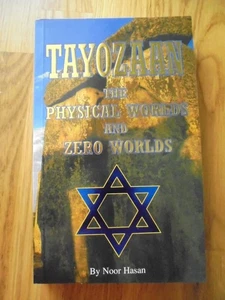 TAYOZAAN
THE
PHYSICAL WORLDS
AND
ZERO WORLDS
By Noor Hasan